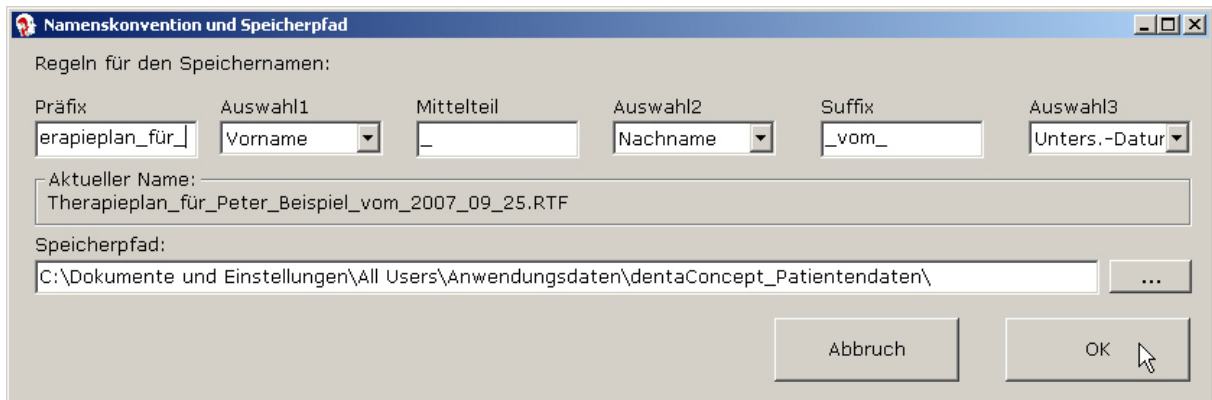 Namenskonvention und Speicherpfad
Regeln für den Speichernamen:
Präfix Auswahl1 Mittelteil Auswahl2 Suffix Auswahl3
erapieplan_für_ Vorname _ Nachname _vom_ Unters.-Datur
Aktueller Name:
Therapieplan_für_Peter_Beispiel_vom_2007_09_25.RTF
Speicherpfad:
C:\Dokumente und Einstellungen\All Users\Anwendungsdaten\dentaConcept_Patientendaten\ ...
Abbruch OK